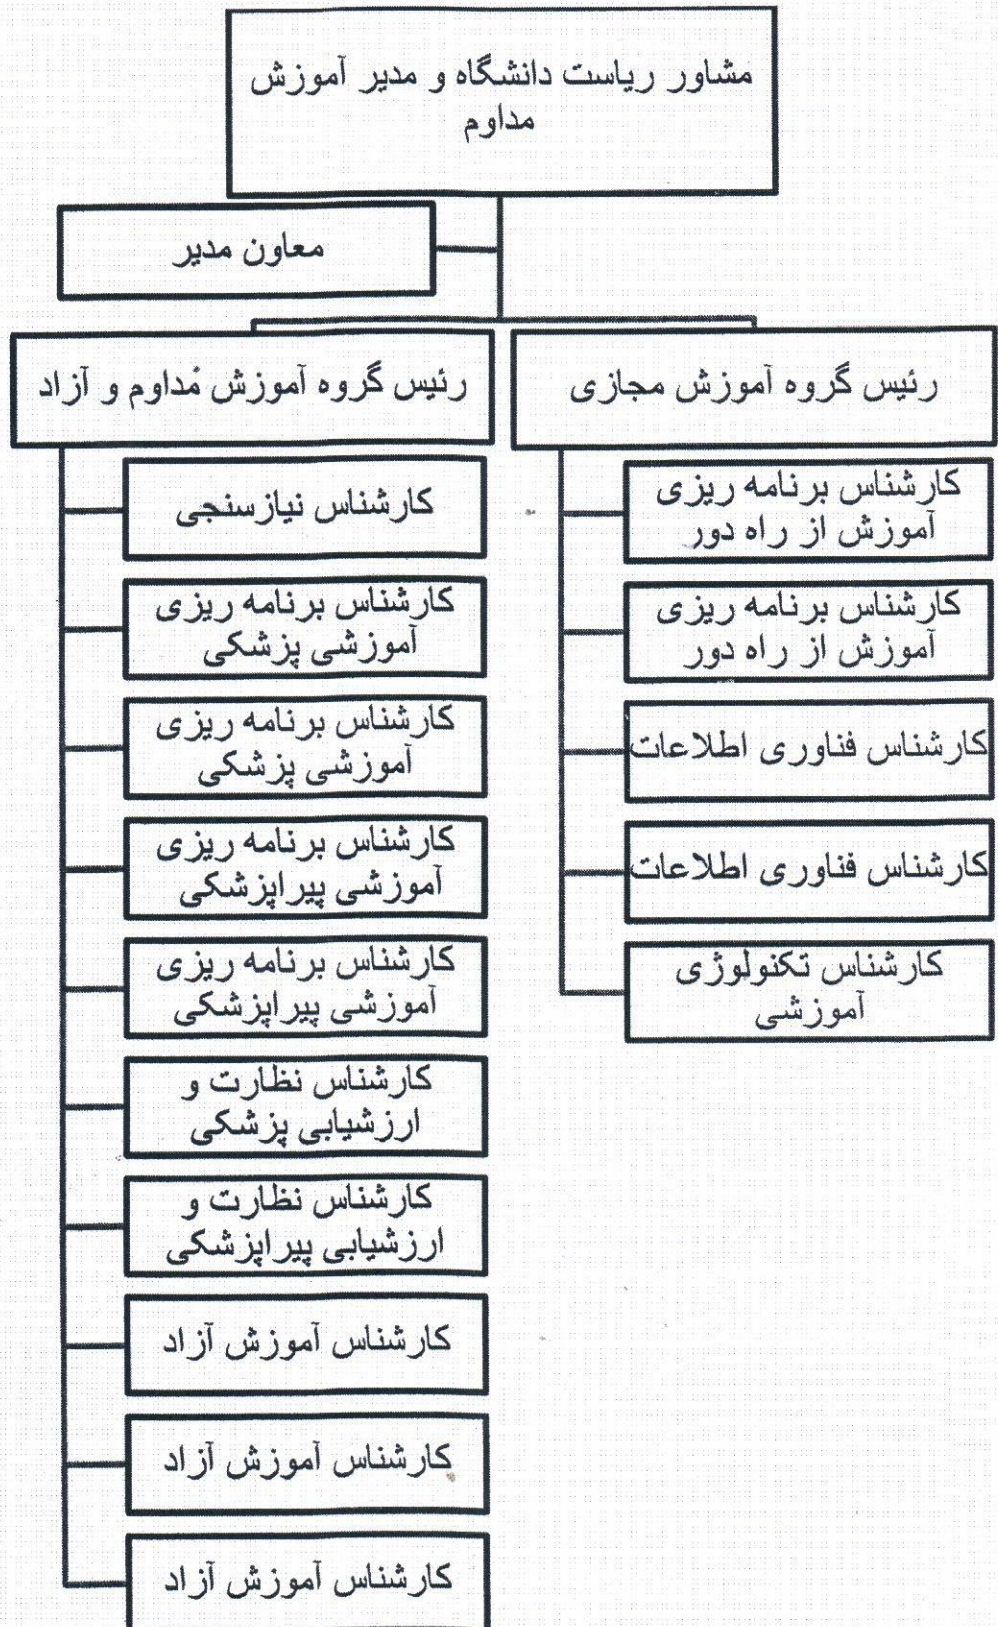 مشاور ریاست دانشگاه و مدیر آموزش
مداوم
معاون مدیر
رئیس گروه آموزش مجازی
کارشناس برنامه ریزی
آموزش از راه دور
کارشناس برنامه ریزی
آموزش از راه دور
کارشناس فناوری اطلاعات
کارشناس فناوری اطلاعات
کارشناس تکنولوژی
آموزشی
رئیس گروه آموزش مُداوم و آزاد
کارشناس نیازسنجی
کارشناس برنامه ریزی
آموزشی پزشکی
کارشناس برنامه ریزی
آموزشی پزشکی
کارشناس برنامه ریزی
آموزشی پیراپزشکی
کارشناس برنامه ریزی
آموزشی پیراپزشکی
کارشناس نظارت و
ارزشیابی پزشکی
کارشناس نظارت و
ارزشیابی پیراپزشکی
کارشناس آموزش آزاد
کارشناس آموزش آزاد
کارشناس آموزش آزاد